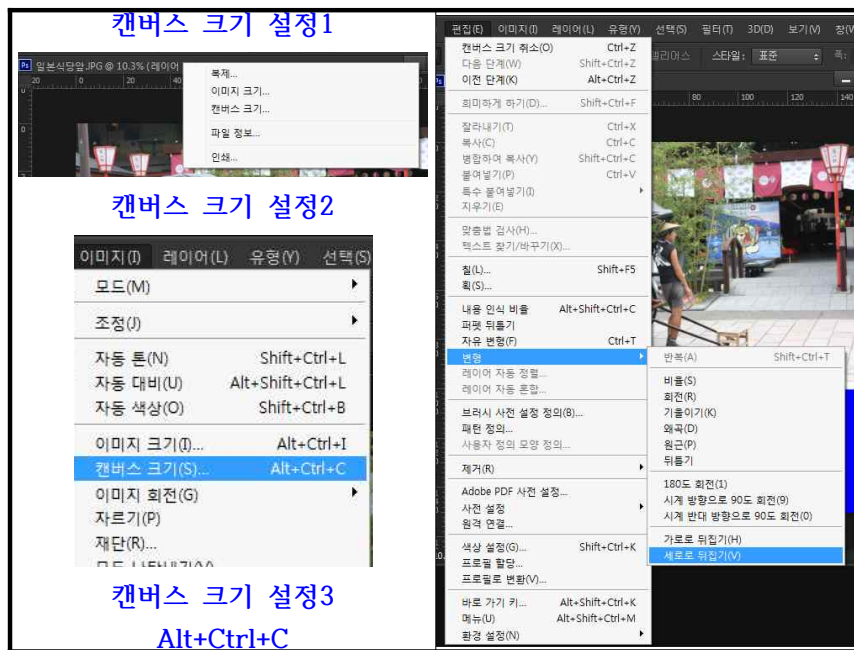 캔버스 크기 설정1
일본식당앞.JPG @ 10.3% (레이어
20 0 20 40
0
복제...
이미지 크기...
캔버스 크기...
파일 정보...
인쇄...
캔버스 크기 설정2
이미지(I) 레이어(L) 유형(Y) 선택(S)
모드(M)
조정(J)
자동 톤(N) Shift+Ctrl+L
자동 대비(U) Alt+Shift+Ctrl+L
자동 색상(O) Shift+Ctrl+B
이미지 크기(I)... Alt+Ctrl+I
캔버스 크기(S)... Alt+Ctrl+C
이미지 회전(G)
자르기(P)
재단(R)...
캔버스 크기 설정3
Alt+Ctrl+C
편집(E) 이미지(I) 레이어(L) 유형(Y) 선택(S) 필터(T) 3D(D) 보기(V) 창(W
스타일: 표준 폭:
80 100 120 140
캔버스 크기 취소(O) Ctrl+Z
다음 단계(W) Shift+Ctrl+Z
이전 단계(K) Alt+Ctrl+Z
희미하게 하기(D)... Shift+Ctrl+F
잘라내기(T) Ctrl+X
복사(C) Ctrl+C
병합하여 복사(Y) Shift+Ctrl+C
붙여넣기(P) Ctrl+V
특수 붙여넣기(I)
지우기(E)
맞춤법 검사(H)...
텍스트 찾기/바꾸기(X)...
칠(L)... Shift+F5
획(S)...
내용 인식 비율 Alt+Shift+Ctrl+C
퍼펫 뒤틀기
자유 변형(F) Ctrl+T
변형
레이어 자동 정렬...
레이어 자동 혼합...
브러시 사전 설정 정의(B)...
패턴 정의...
사용자 정의 모양 정의...
제거(R)
Adobe PDF 사전 설정...
사전 설정
원격 연결...
색상 설정(G)... Shift+Ctrl+K
프로필 할당...
프로필로 변환(V)...
바로 가기 키... Alt+Shift+Ctrl+K
메뉴(U) Alt+Shift+Ctrl+M
환경 설정(N)
반복(A) Shift+Ctrl+T
비율(S)
회전(R)
기울이기(K)
왜곡(D)
원근(P)
뒤틀기
180도 회전(1)
시계 방향으로 90도 회전(9)
시계 반대 방향으로 90도 회전(0)
가로로 뒤집기(H)
세로로 뒤집기(V)